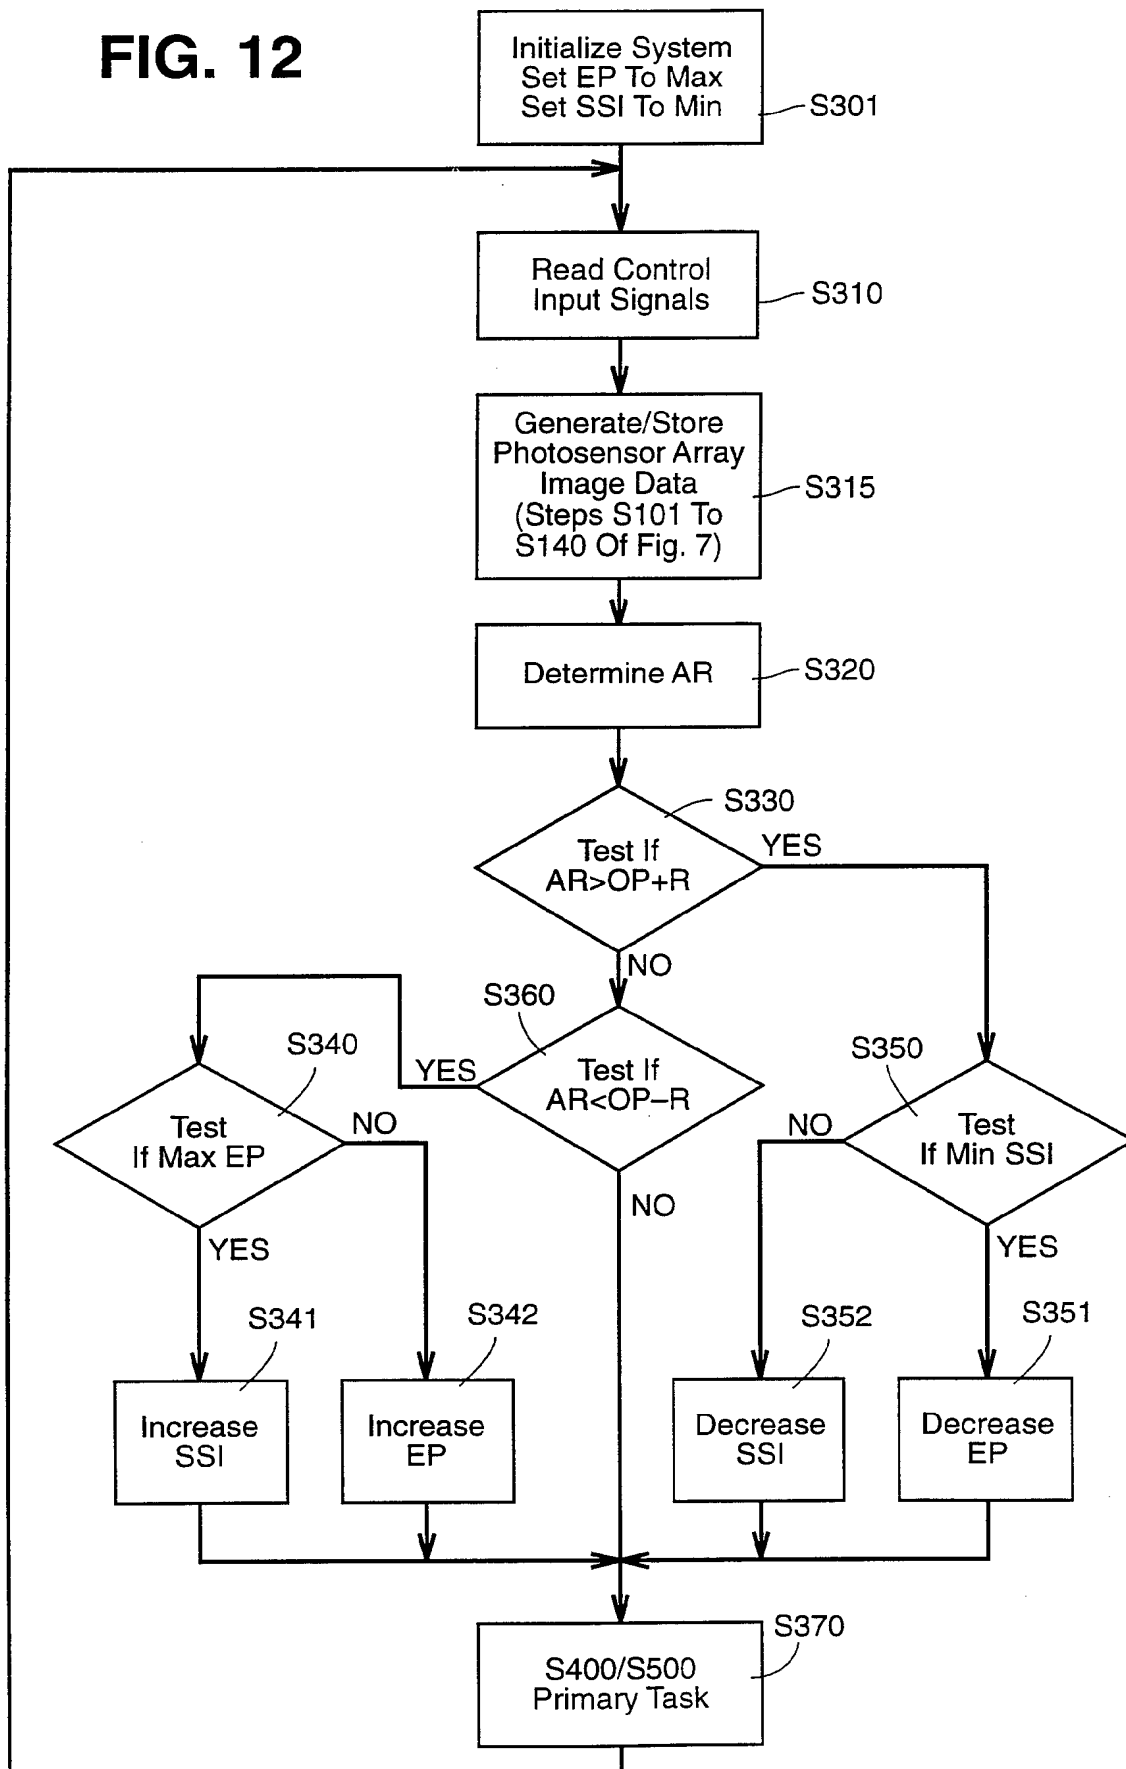 FIG. 12
Initialize System
Set EP To Max
Set SSI To Min
S301
Read Control
Input Signals
S310
Generate/Store
Photosensor Array
Image Data
(Steps S101 To
S140 Of Fig. 7)
S315
Determine AR
S320
S330
Test If
AR>OP+R
YES
NO
S360
Test If
AR<OP–R
YES
NO
S340
Test
If Max EP
NO
YES
S350
Test
If Min SSI
NO
YES
S341
Increase
SSI
S342
Increase
EP
S352
Decrease
SSI
S351
Decrease
EP
S370
S400/S500
Primary Task